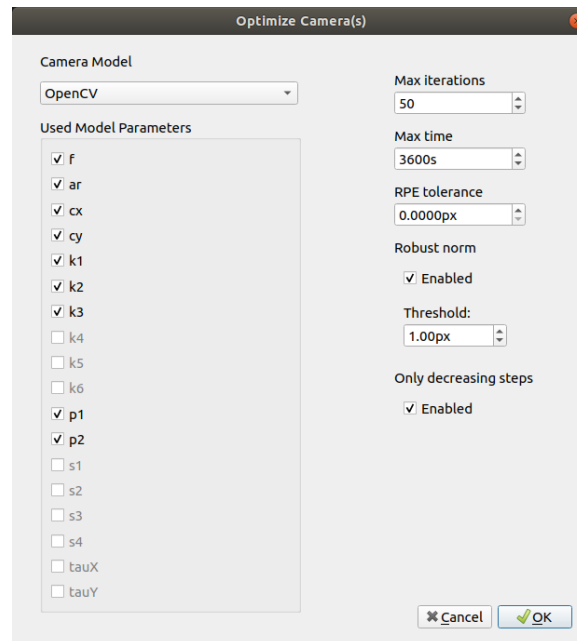 Optimize Camera(s)
Camera Model
OpenCV
Used Model Parameters
f
ar
cx
cy
k1
k2
k3
k4
k5
k6
p1
p2
s1
s2
s3
s4
tauX
tauY
Max iterations
50
Max time
3600s
RPE tolerance
0.0000px
Robust norm
Enabled
Threshold:
1.00px
Only decreasing steps
Enabled
Cancel
OK